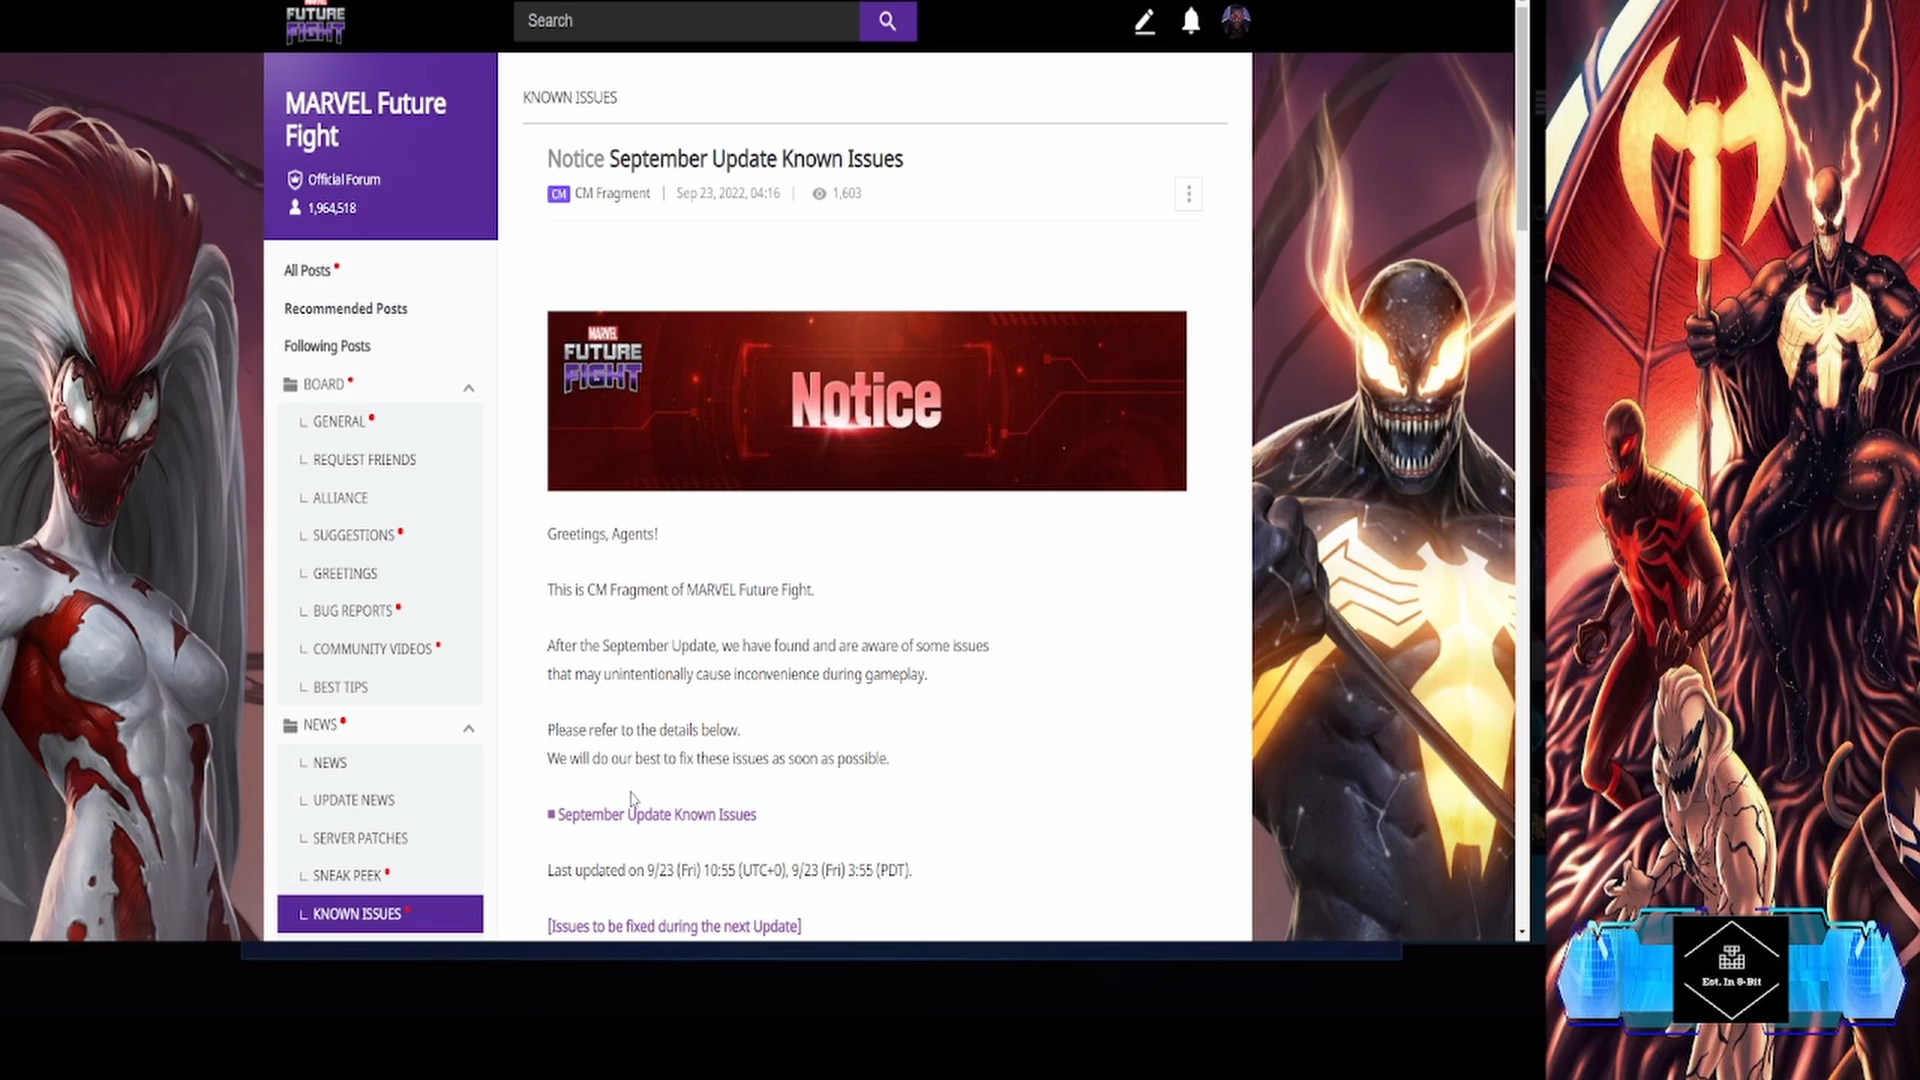 MARVEL
FUTURE
FIGHT
Search
MARVEL Future
Fight
Official Forum
1,964,518
All Posts
Recommended Posts
Following Posts
BOARD
GENERAL
REQUEST FRIENDS
ALLIANCE
SUGGESTIONS
GREETINGS
BUG REPORTS
COMMUNITY VIDEOS
BEST TIPS
NEWS
NEWS
UPDATE NEWS
SERVER PATCHES
SNEAK PEEK
KNOWN ISSUES
KNOWN ISSUES
Notice September Update Known Issues
CM CM Fragment | Sep 23, 2022, 04:16 | 1,603
MARVEL
FUTURE
FIGHT
Notice
Greetings, Agents!
This is CM Fragment of MARVEL Future Fight.
After the September Update, we have found and are aware of some issues
that may unintentionally cause inconvenience during gameplay.
Please refer to the details below.
We will do our best to fix these issues as soon as possible.
■ September Update Known Issues
Last updated on 9/23 (Fri) 10:55 (UTC+0), 9/23 (Fri) 3:55 (PDT).
[Issues to be fixed during the next Update]
Est. In 8-Bit